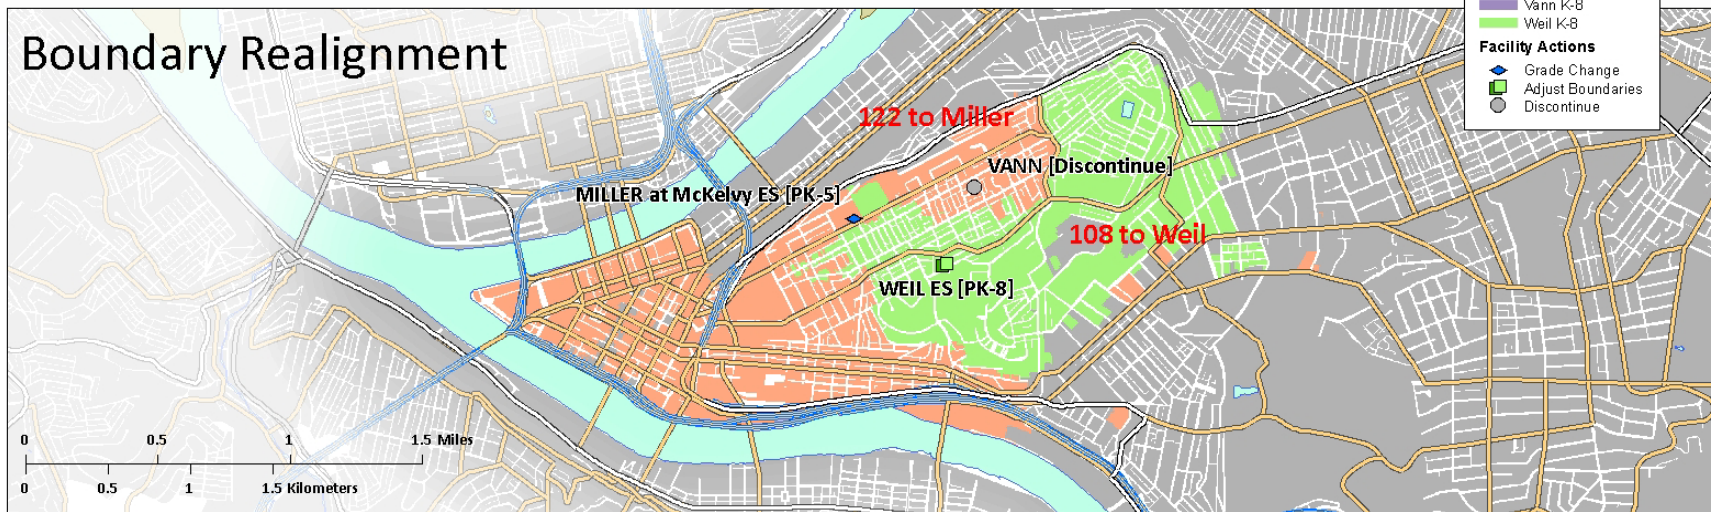 Boundary Realignment
Vann K-8
Weil K-8
Facility Actions
Grade Change
Adjust Boundaries
Discontinue
122 to Miller
VANN [Discontinue]
MILLER at McKelvy ES [PK-5]
108 to Weil
WEIL ES [PK-8]
0 0.5 1 1.5 Miles
0 0.5 1 1.5 Kilometers